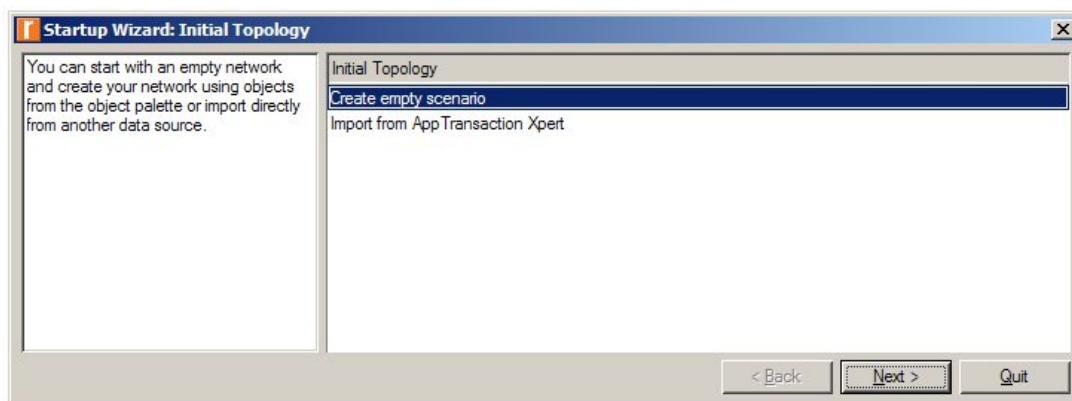 Startup Wizard: Initial Topology
You can start with an empty network
and create your network using objects
from the object palette or import directly
from another data source.
Initial Topology
Create empty scenario
Import from AppTransaction Xpert
< Back
Next >
Quit